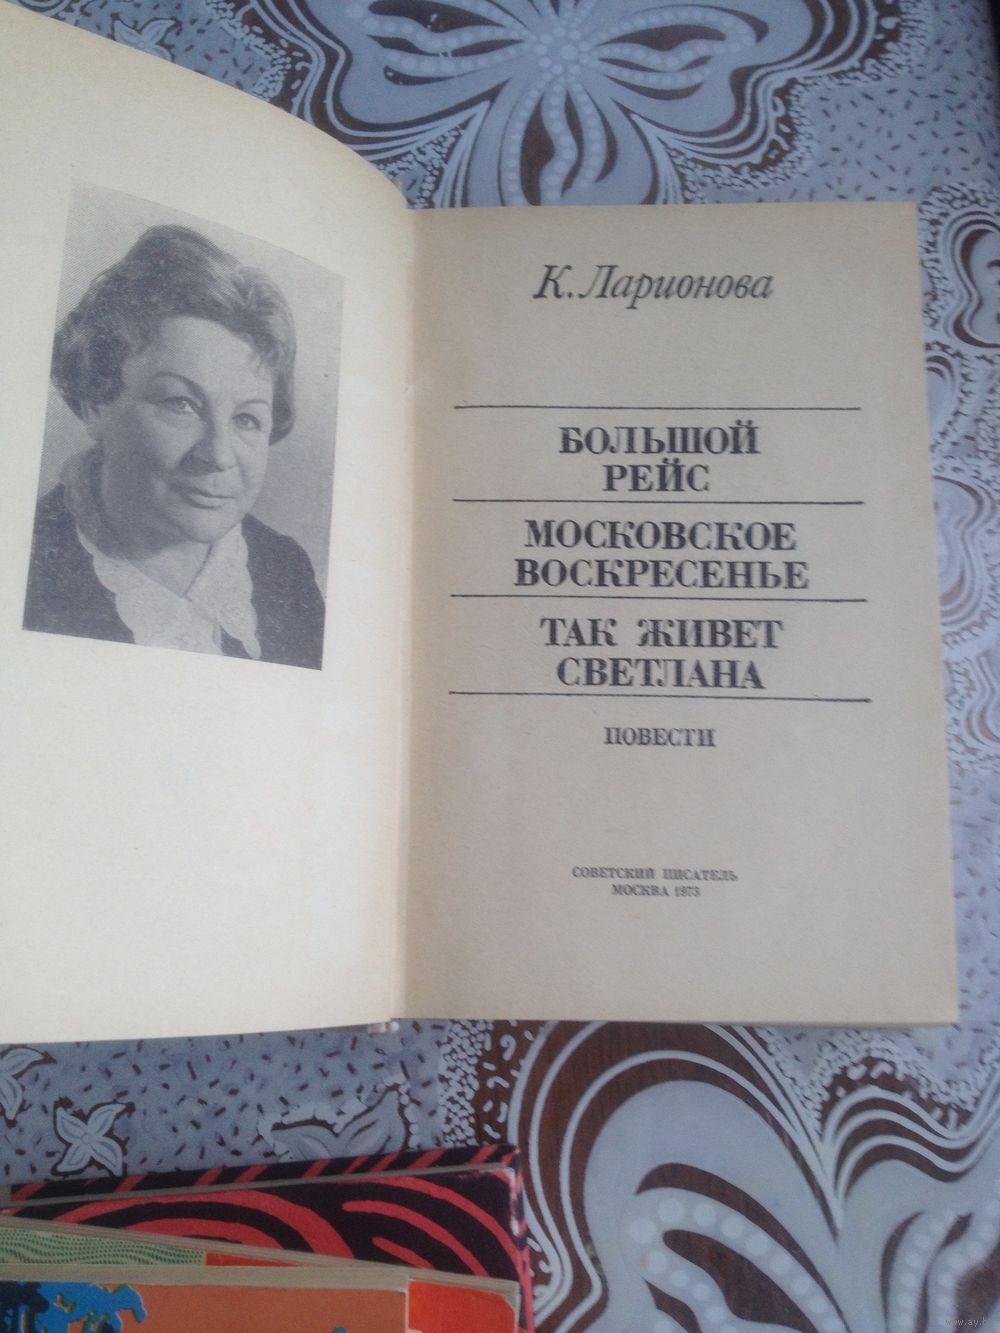 К. Ларионова
БОЛЬШОЙ
РЕЙС
МОСКОВСКОЕ
ВОСКРЕСЕНЬЕ
ТАК ЖИВЕТ
СВЕТЛАНА
ПОВЕСТИ
СОВЕТСКИЙ ПИСАТЕЛЬ
МОСКВА 1973